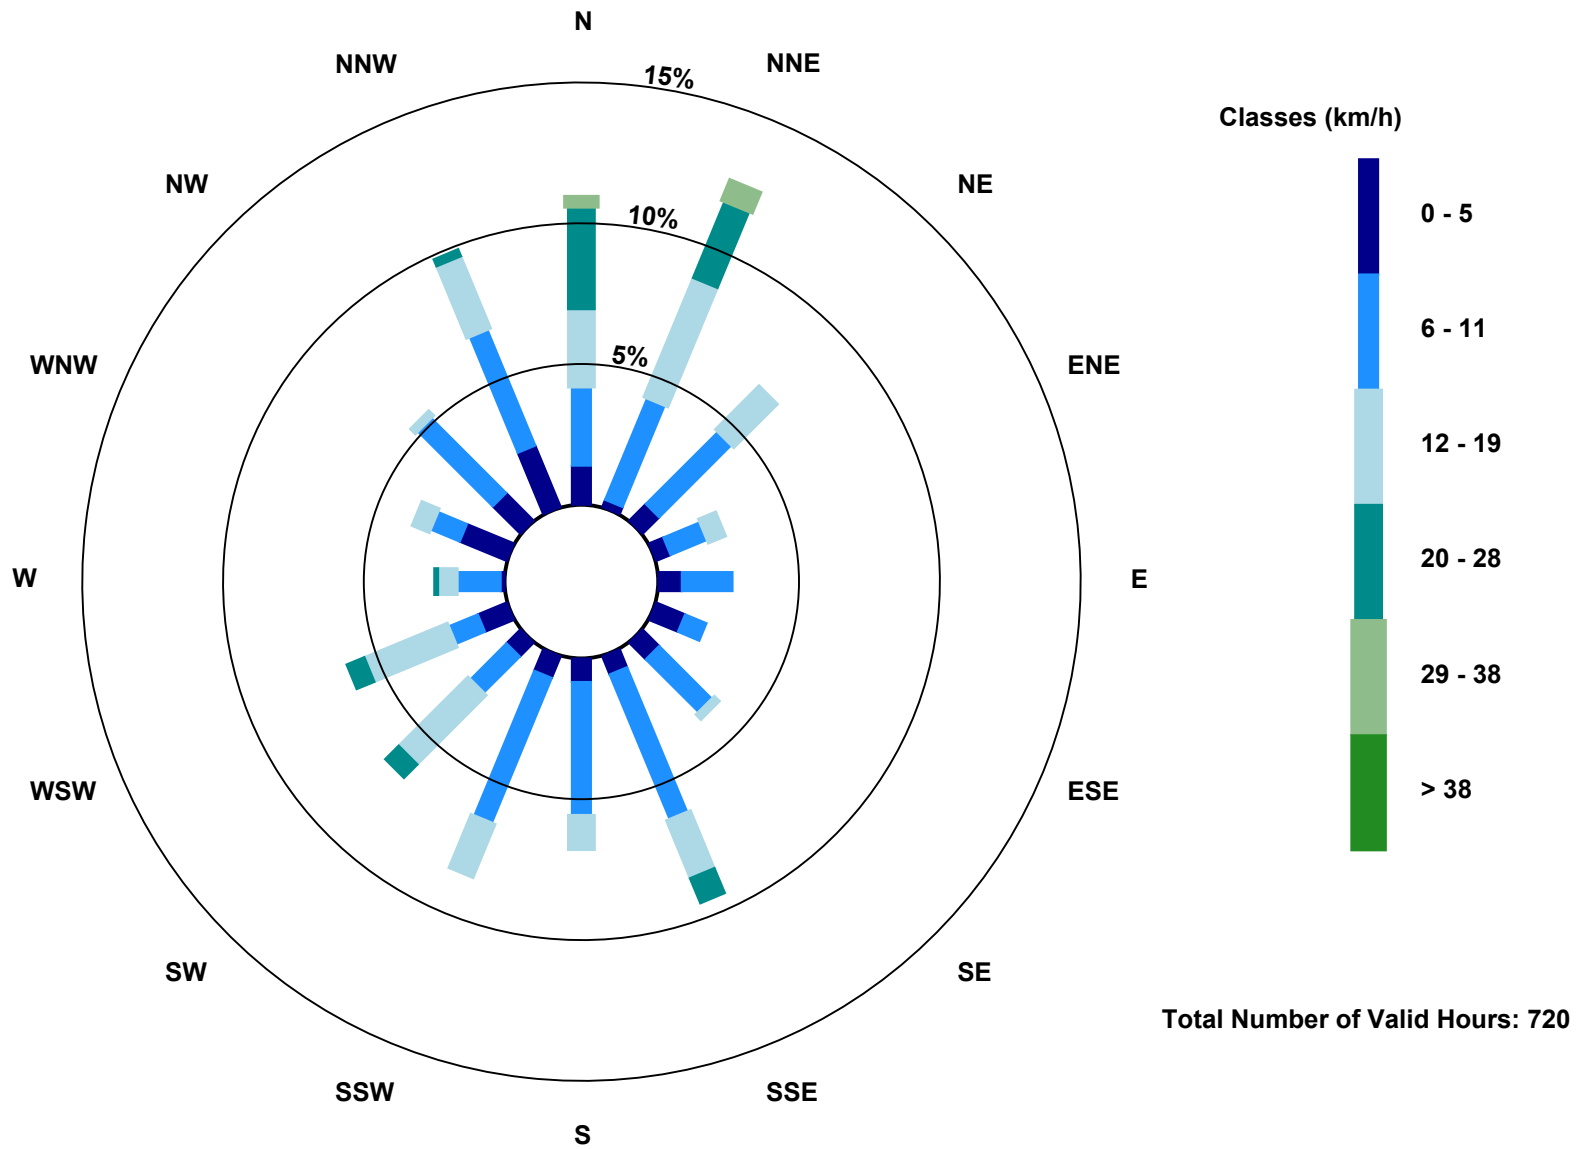 N
NNW
NNE
15%
Classes (km/h)
NW
NE
0 - 5
10%
6 - 11
5%
WNW
ENE
12 - 19
20 - 28
W
E
29 - 38
WSW
ESE
> 38
SW
SE
Total Number of Valid Hours: 720
SSW
SSE
S